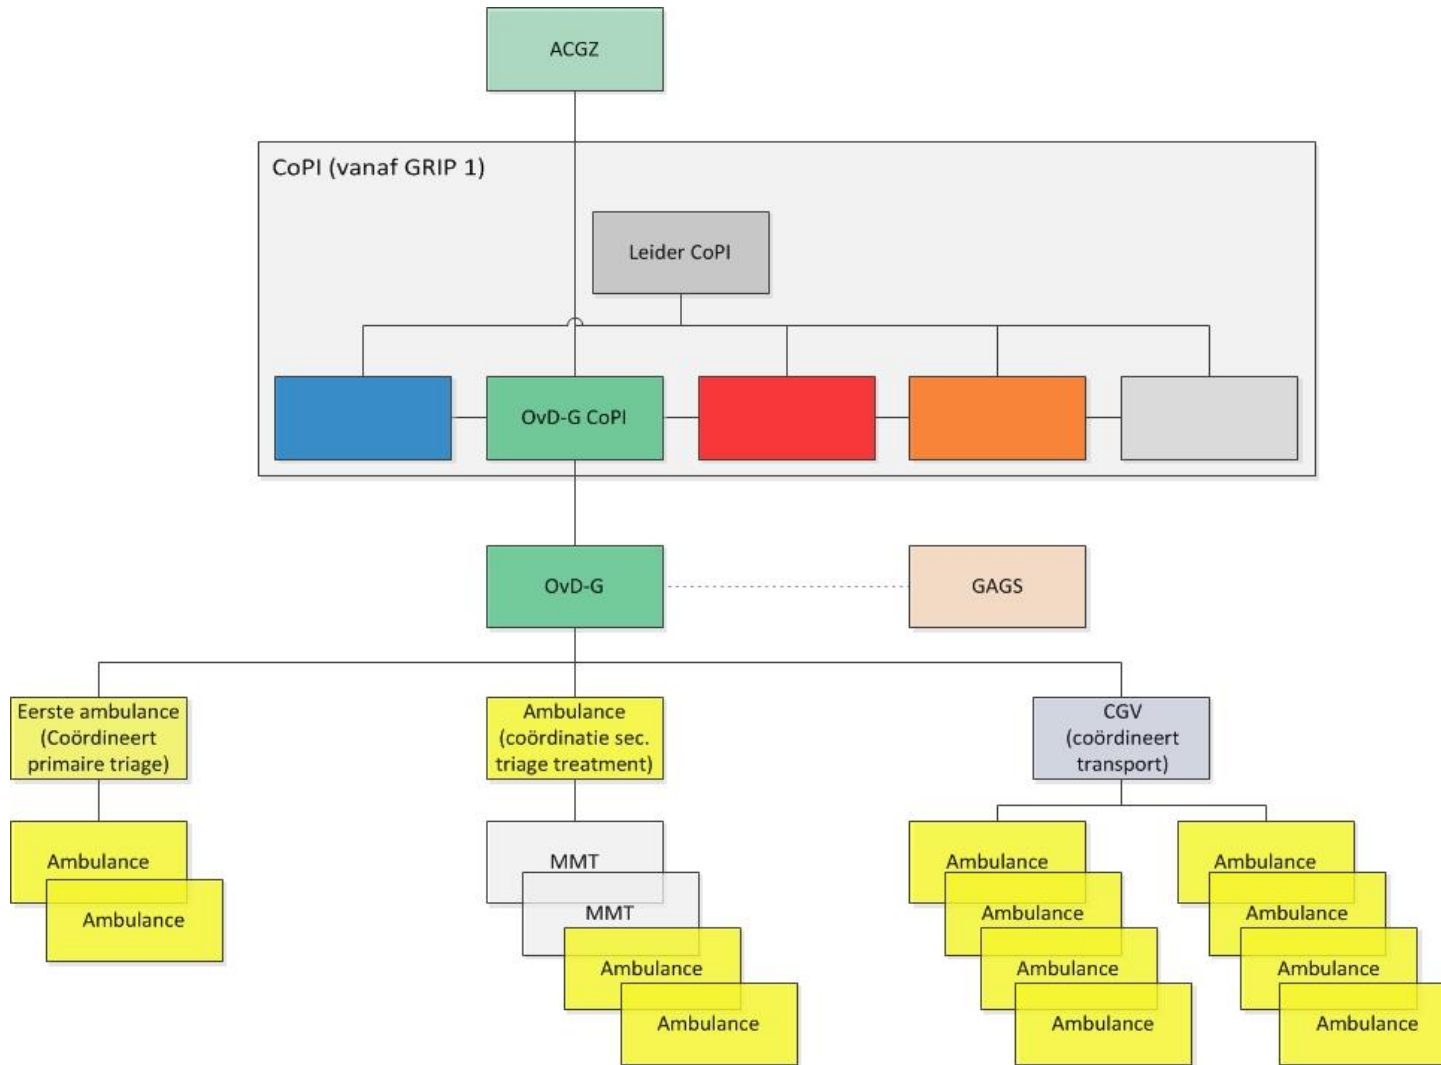 ACGZ
CoPI (vanaf GRIP 1)
Leider CoPI
OvD-G CoPI
OvD-G
GAGS
Eerste ambulance
(Coördineert
primaire triage)
Ambulance
(coördinatie sec.
triage treatment)
CGV
(coördineert
transport)
Ambulance
Ambulance
MMT
MMT
Ambulance
Ambulance
Ambulance
Ambulance
Ambulance
Ambulance
Ambulance
Ambulance
Ambulance
Ambulance